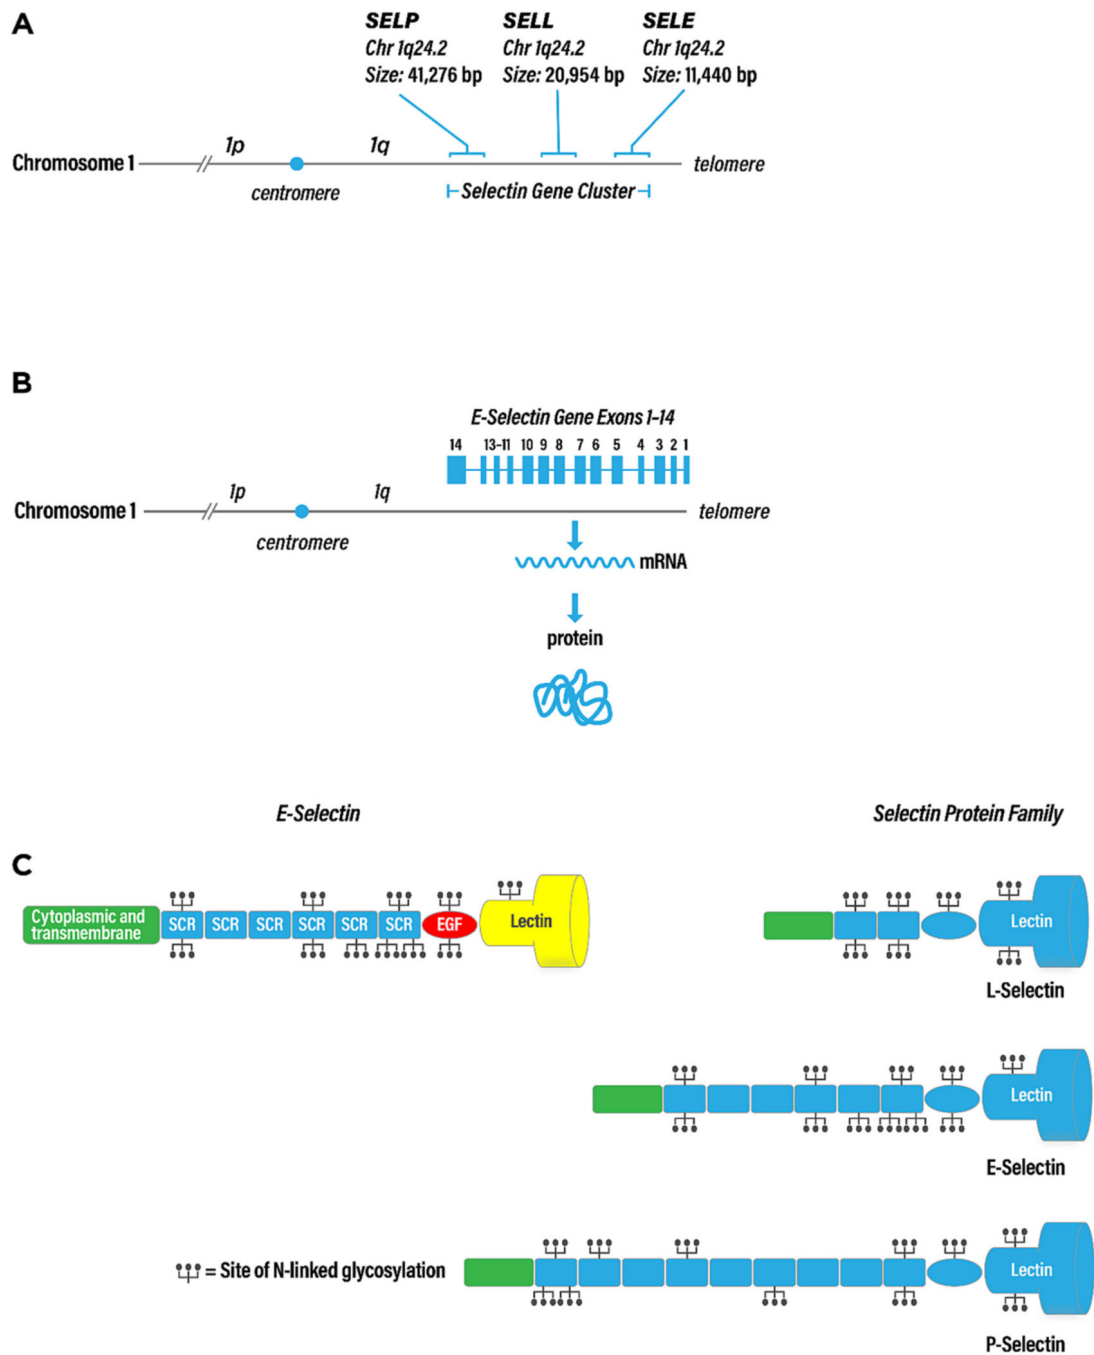 A
SELP
Chr 1q24.2
Size: 41,276 bp
SELL
Chr 1q24.2
Size: 20,954 bp
SELE
Chr 1q24.2
Size: 11,440 bp
Chromosome 1
1p
1q
telomere
centromere
Selectin Gene Cluster
B
E-Selectin Gene Exons 1-14
14 13-11 10 9 8 7 6 5 4 3 2 1
1p
1q
Chromosome 1
telomere
centromere
mRNA
protein
E-Selectin
Selectin Protein Family
C
Cytoplasmic and
transmembrane
SCR SCR SCR SCR SCR SCR EGF Lectin
Lectin
L-Selectin
Lectin
E-Selectin
= Site of N-linked glycosylation
Lectin
P-Selectin